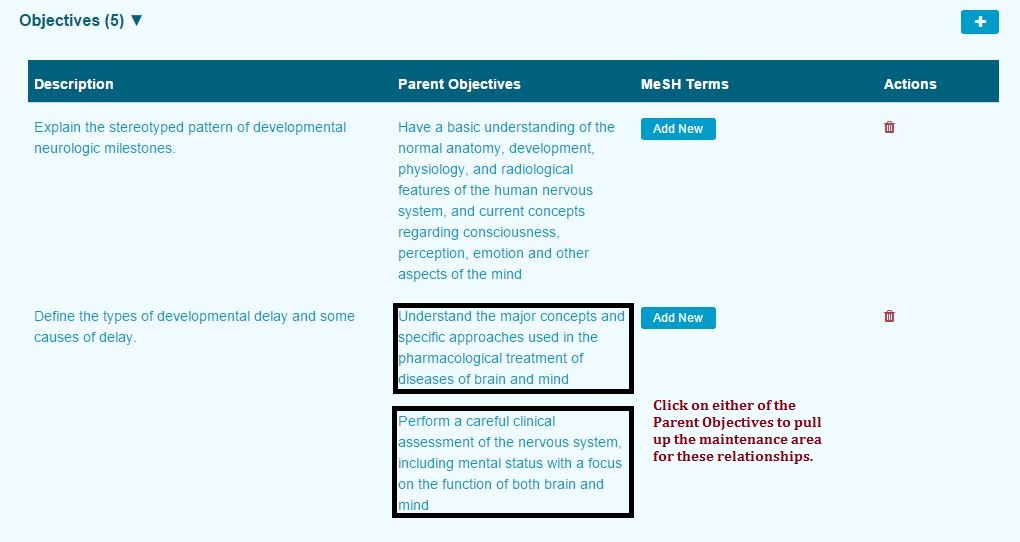 Objectives (5) ▼
+
Description Parent Objectives MeSH Terms Actions
Explain the stereotyped pattern of developmental
neurologic milestones.
Have a basic understanding of the
normal anatomy, development,
physiology, and radiological
features of the human nervous
system, and current concepts
regarding consciousness,
perception, emotion and other
aspects of the mind
Add New
Define the types of developmental delay and some
causes of delay.
Understand the major concepts and
specific approaches used in the
pharmacological treatment of
diseases of brain and mind
Perform a careful clinical
assessment of the nervous system,
including mental status with a focus
on the function of both brain and
mind
Add New
Click on either of the
Parent Objectives to pull
up the maintenance area
for these relationships.